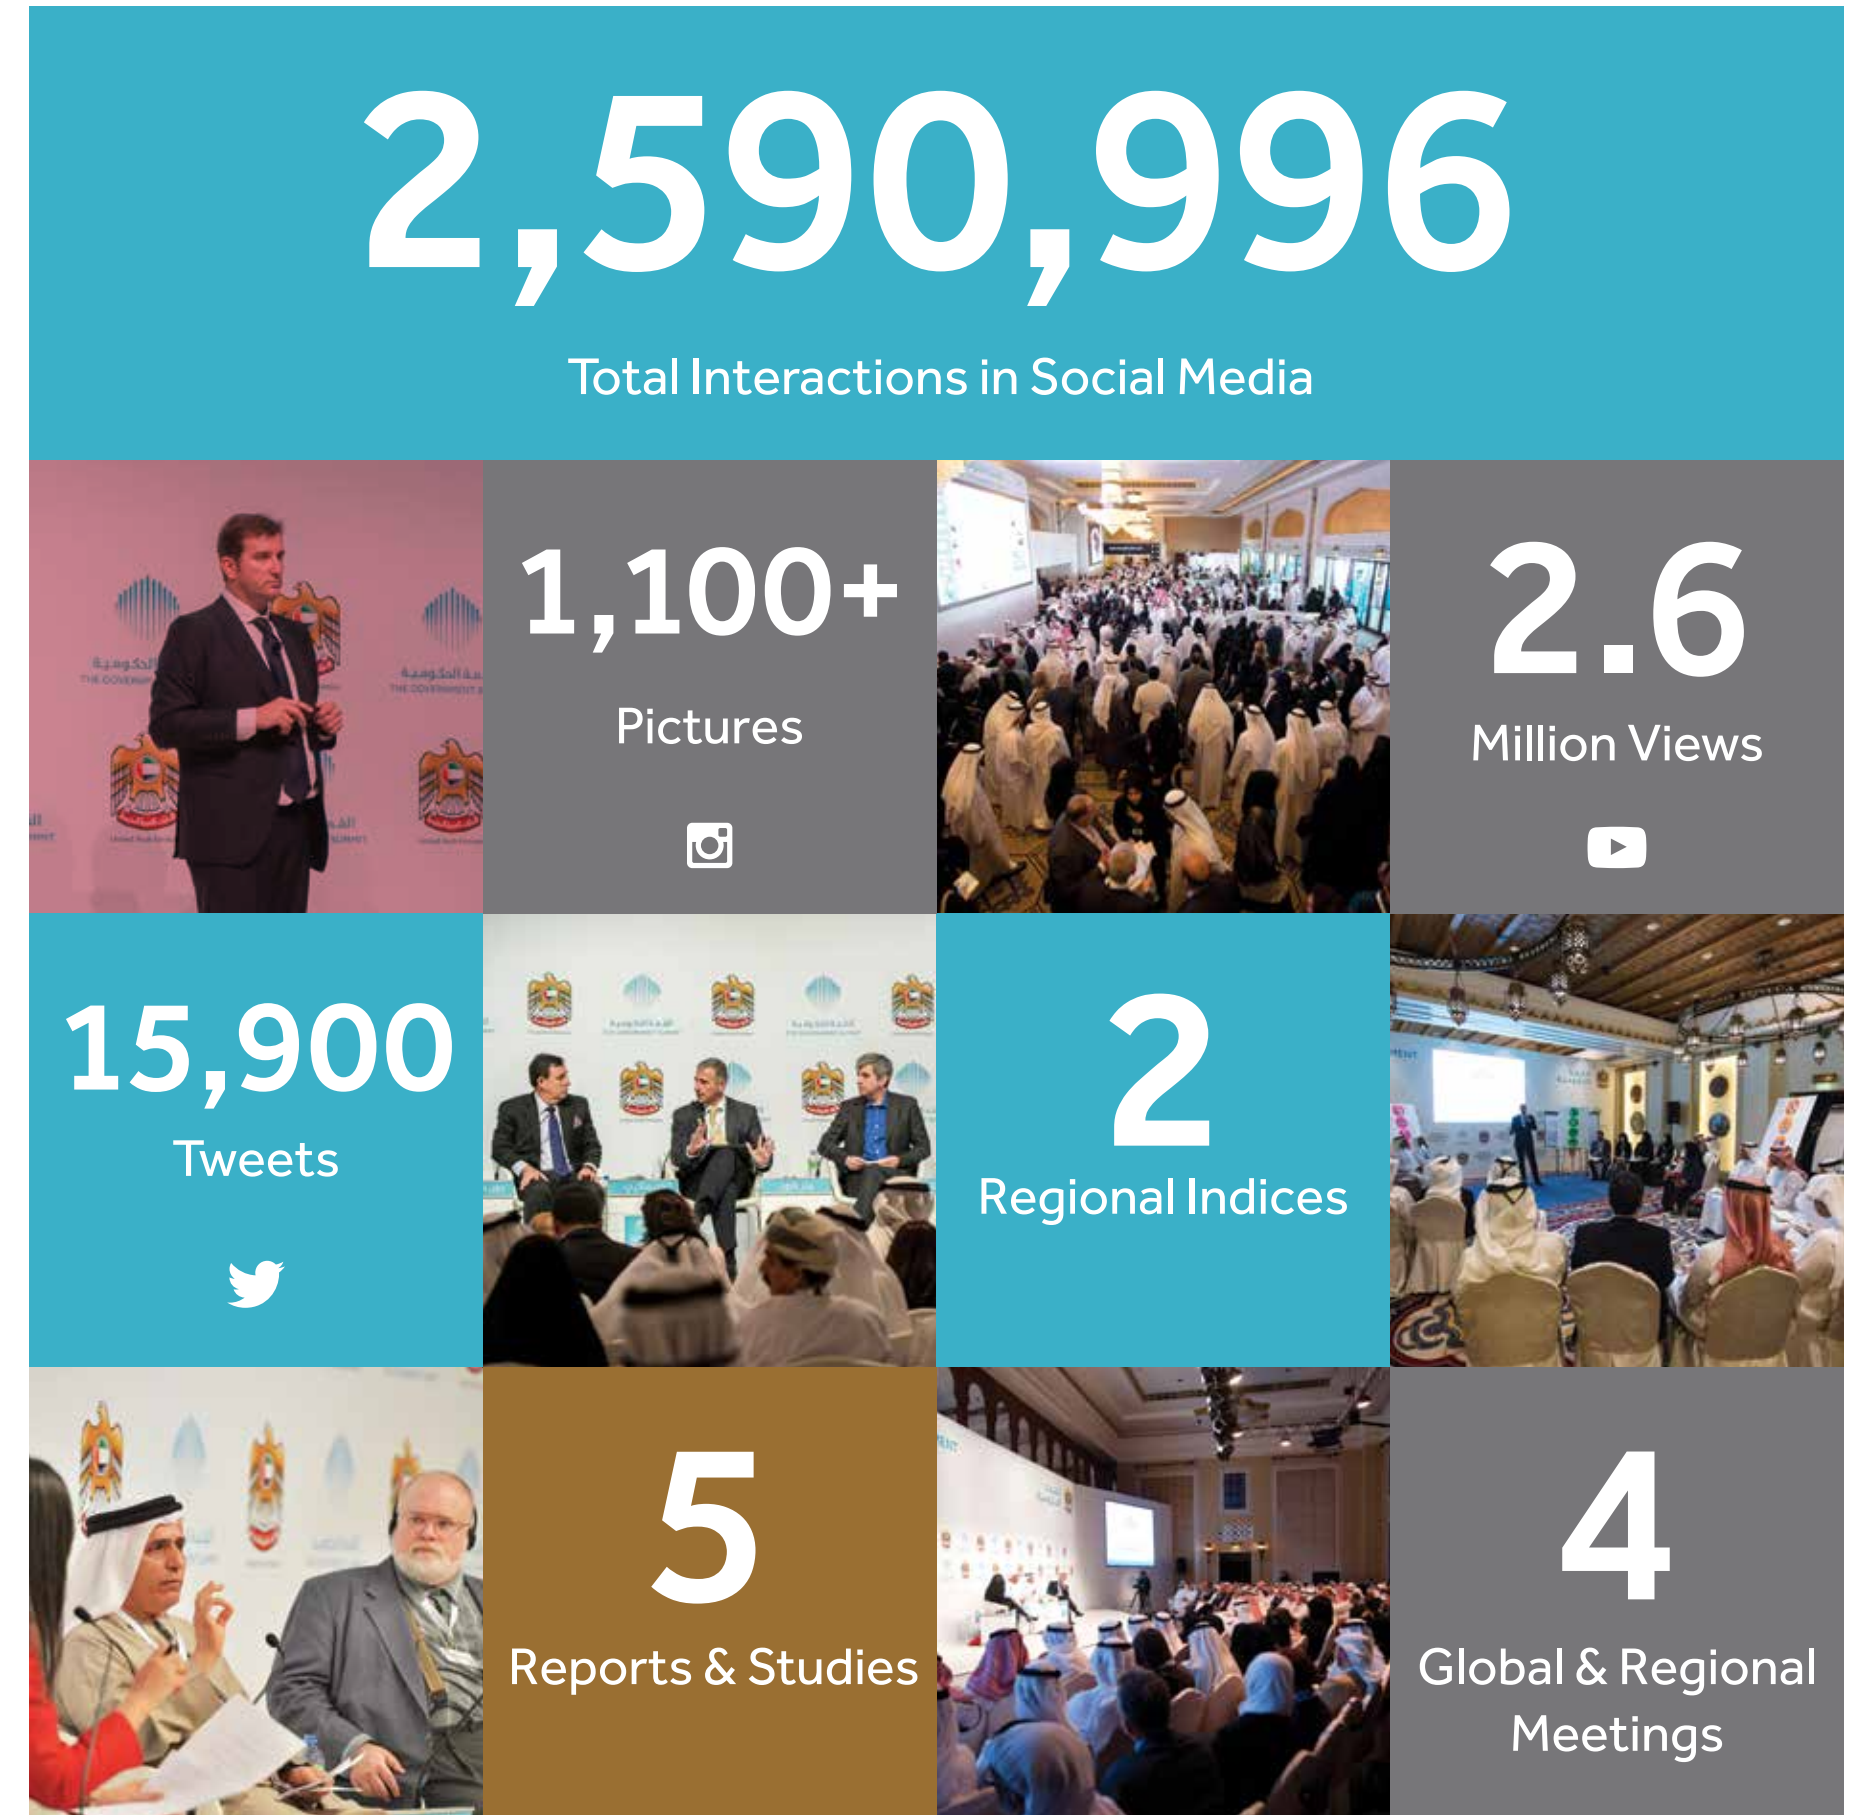 2,590,996
Total Interactions in Social Media
1,100+
Pictures
2.6
Million Views
15,900
Tweets
2
Regional Indices
5
Reports & Studies
4
Global & Regional
Meetings